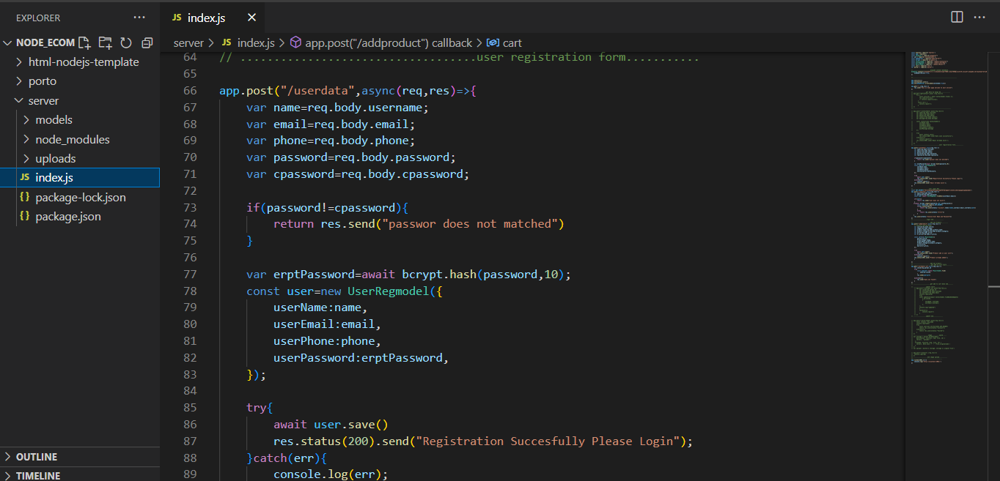 EXPLORER
NODE_ECOM
html-nodejs-template
porto
server
models
node_modules
uploads
JS index.js
{} package-lock.json
{} package.json
OUTLINE
TIMELINE
JS index.js
server > JS index.js > app.post("/addproduct") callback > cart
64 // ...................................user registration form...........
65
66 app.post("/userdata",async(req,res)=>{
67 var name=req.body.username;
68 var email=req.body.email;
69 var phone=req.body.phone;
70 var password=req.body.password;
71 var cpassword=req.body.cpassword;
72
73 if(password!=cpassword){
74 return res.send("passwor does not matched")
75 }
76
77 var erptPassword=await bcrypt.hash(password,10);
78 const user=new UserRegmodel({
79 userName:name,
80 userEmail:email,
81 userPhone:phone,
82 userPassword:erptPassword,
83 });
84
85 try{
86 await user.save()
87 res.status(200).send("Registration Succesfully Please Login");
88 }catch(err){
89 console.log(err);